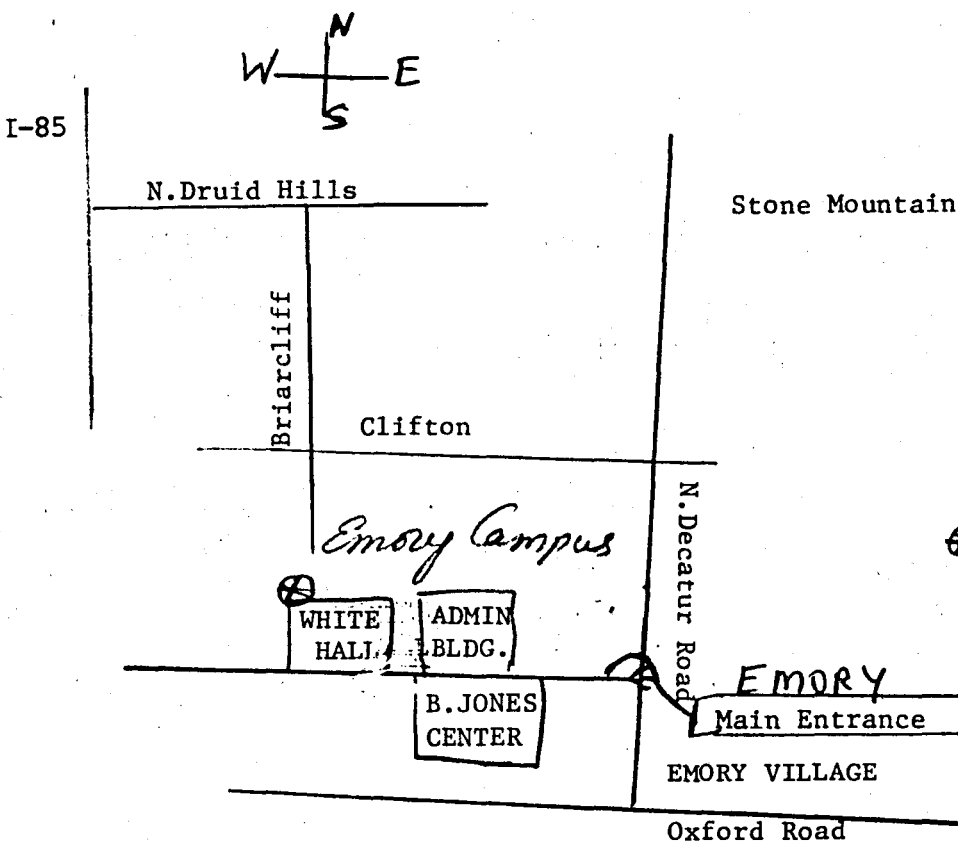 N
W E
S
I-85
N.Druid Hills
Stone Mountain
Briarcliff
Clifton
N.Decatur Road
Emory Campus
WHITE
HALL
ADMIN
BLDG.
B.JONES
CENTER
EMORY
Main Entrance
EMORY VILLAGE
Oxford Road